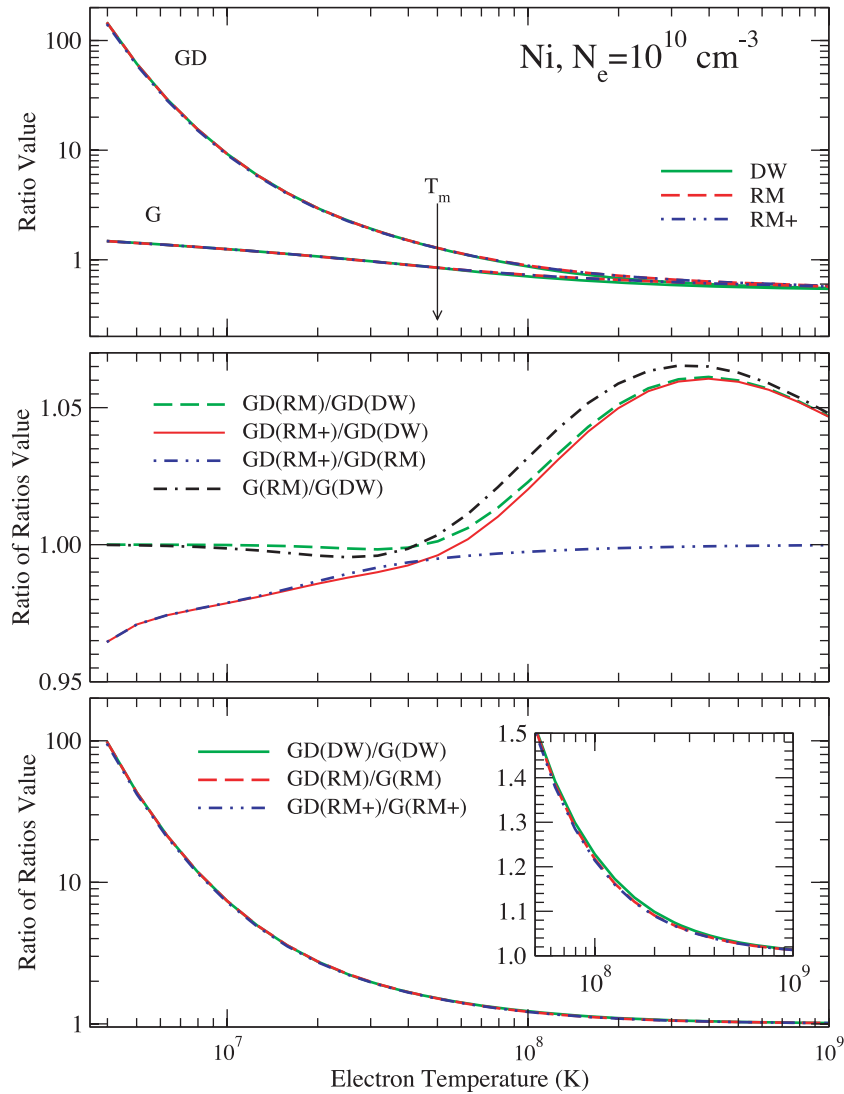 Ni, N_e=10^10 cm^-3
Ratio Value
100
10
1
GD
G
T_m
DW
RM
RM+
Ratio of Ratios Value
1.05
1.00
0.95
GD(RM)/GD(DW)
GD(RM+)/GD(DW)
GD(RM+)/GD(RM)
G(RM)/G(DW)
Ratio of Ratios Value
100
10
1
GD(DW)/G(DW)
GD(RM)/G(RM)
GD(RM+)/G(RM+)
1.5
1.4
1.3
1.2
1.1
1.0
10^8
10^9
10^7
10^8
10^9
Electron Temperature (K)